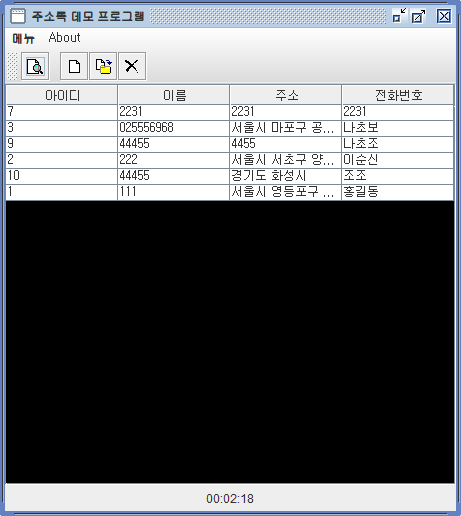 주소록 데모 프로그램
메뉴 About
아이디 이름 주소 전화번호
7 2231 2231 2231
3 025556968 서울시 마포구 공... 나초보
9 44455 4455 나초조
2 222 서울시 서초구 양... 이순신
10 44455 경기도 화성시 조조
1 111 서울시 영등포구 ... 홍길동
00:02:18